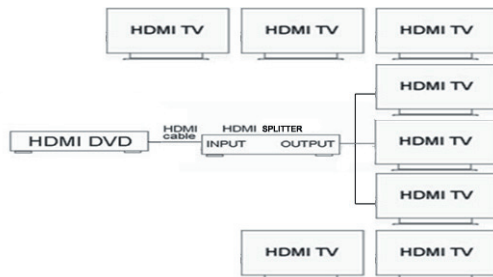 HDMI TV HDMI TV HDMI TV
HDMI TV
HDMI DVD HDMI cable HDMI SPLITTER INPUT OUTPUT HDMI TV
HDMI TV
HDMI TV HDMI TV